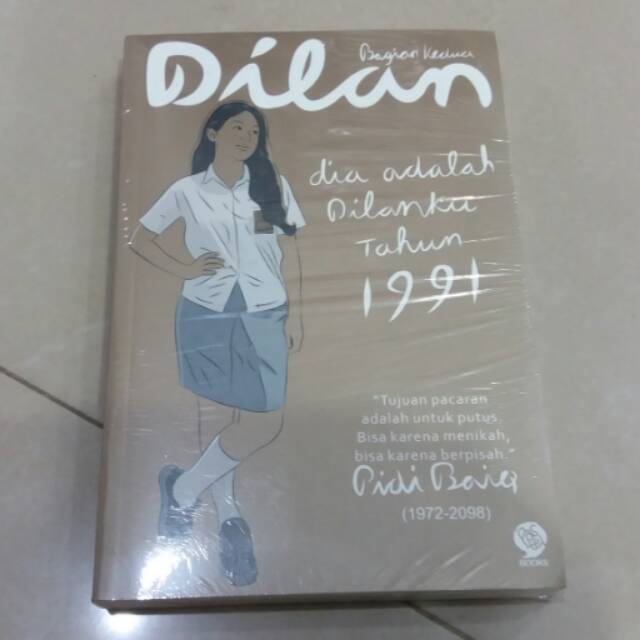 Dilan
Bagian Kedua
dia adalah
Dilanku
Tahun
1991
"Tujuan pacaran
adalah untuk putus.
Bisa karena menikah,
bisa karena berpisah."
Pidi Baiq
(1972-2098)
BOOKS